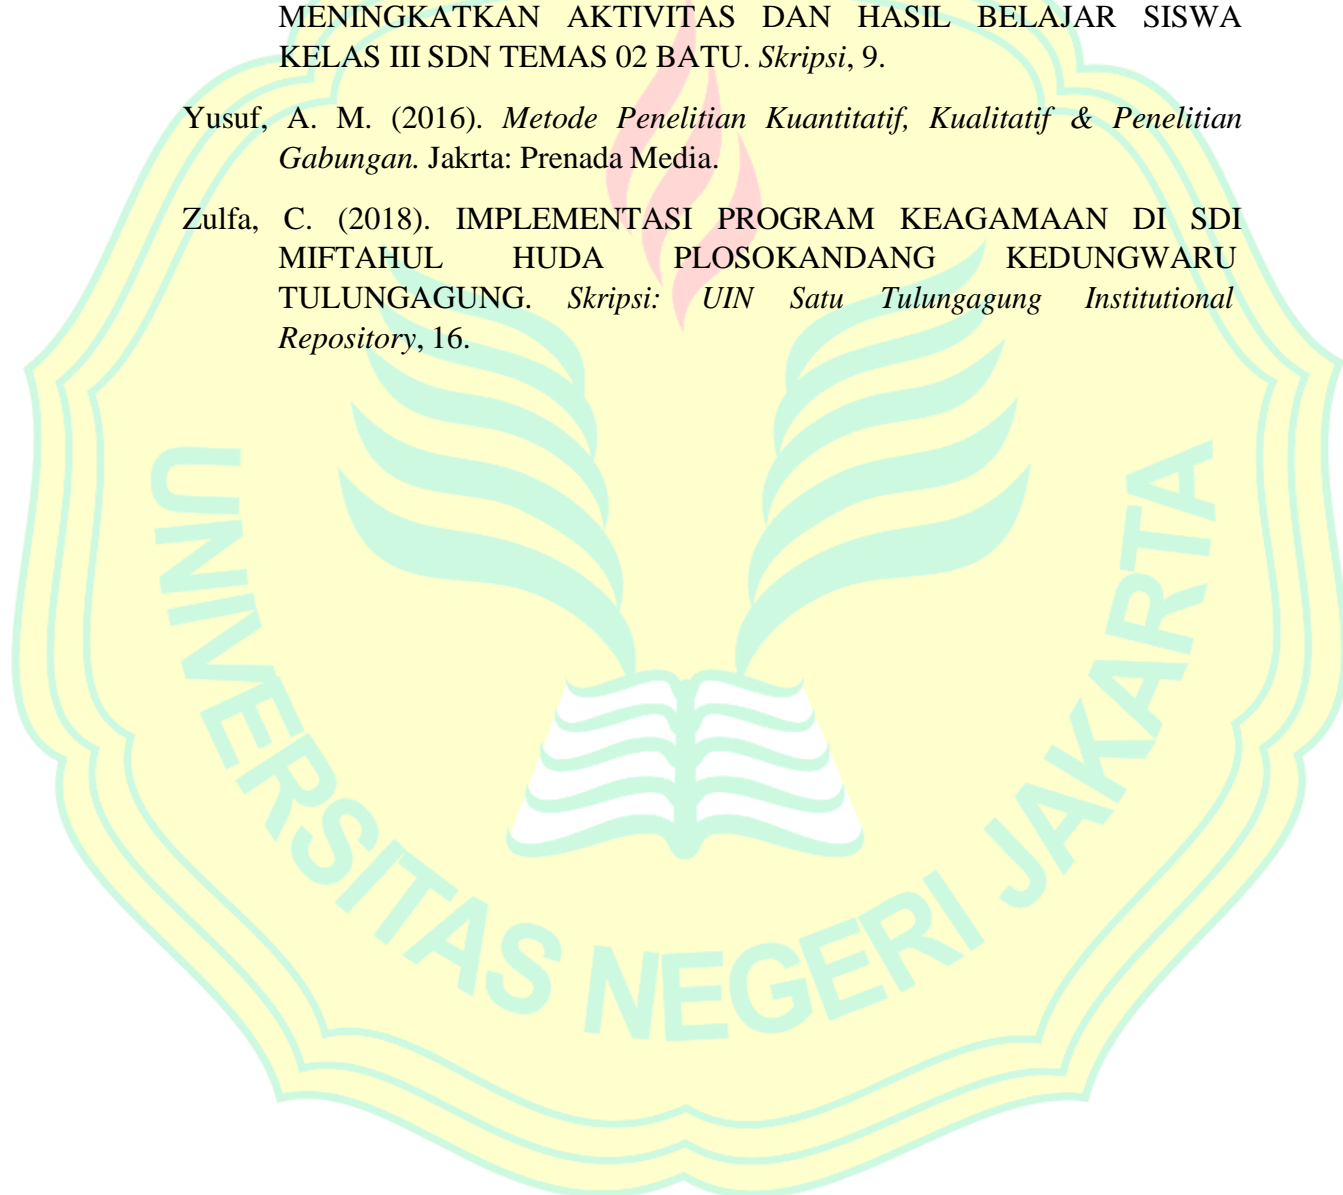 MENINGKATKAN AKTIVITAS DAN HASIL BELAJAR SISWA
KELAS III SDN TEMAS 02 BATU. Skripsi, 9.
Yusuf, A. M. (2016). Metode Penelitian Kuantitatif, Kualitatif & Penelitian
Gabungan. Jakrta: Prenada Media.
Zulfa, C. (2018). IMPLEMENTASI PROGRAM KEAGAMAAN DI SDI
MIFTAHUL HUDA PLOSOKANDANG KEDUNGWARU
TULUNGAGUNG. Skripsi: UIN Satu Tulungagung Institutional
Repository, 16.
UNIVERSITAS NEGERI JAKARTA